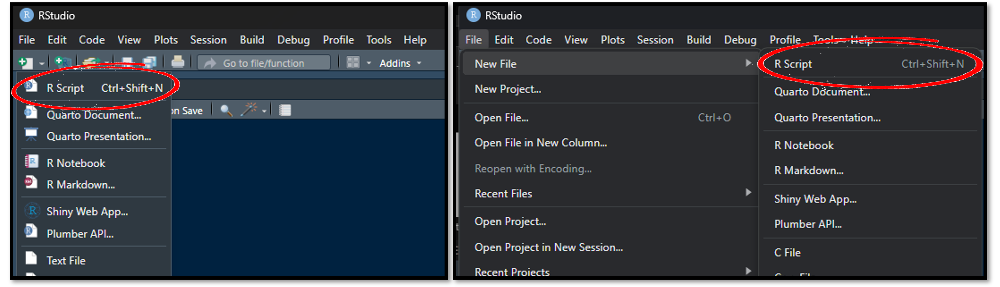 RStudio
File Edit Code View Plots Session Build Debug Profile Tools Help
Go to file/function Addins
R Script Ctrl+Shift+N
on Save
Quarto Document...
Quarto Presentation...
R Notebook
R Markdown...
Shiny Web App...
Plumber API...
Text File
RStudio
File Edit Code View Plots Session Build Debug Profile Tools Help
New File
New Project...
Open File... Ctrl+O
Open File in New Column...
Reopen with Encoding...
Recent Files
Open Project...
Open Project in New Session...
Recent Projects
R Script Ctrl+Shift+N
Quarto Document...
Quarto Presentation...
R Notebook
R Markdown...
Shiny Web App...
Plumber API...
C File